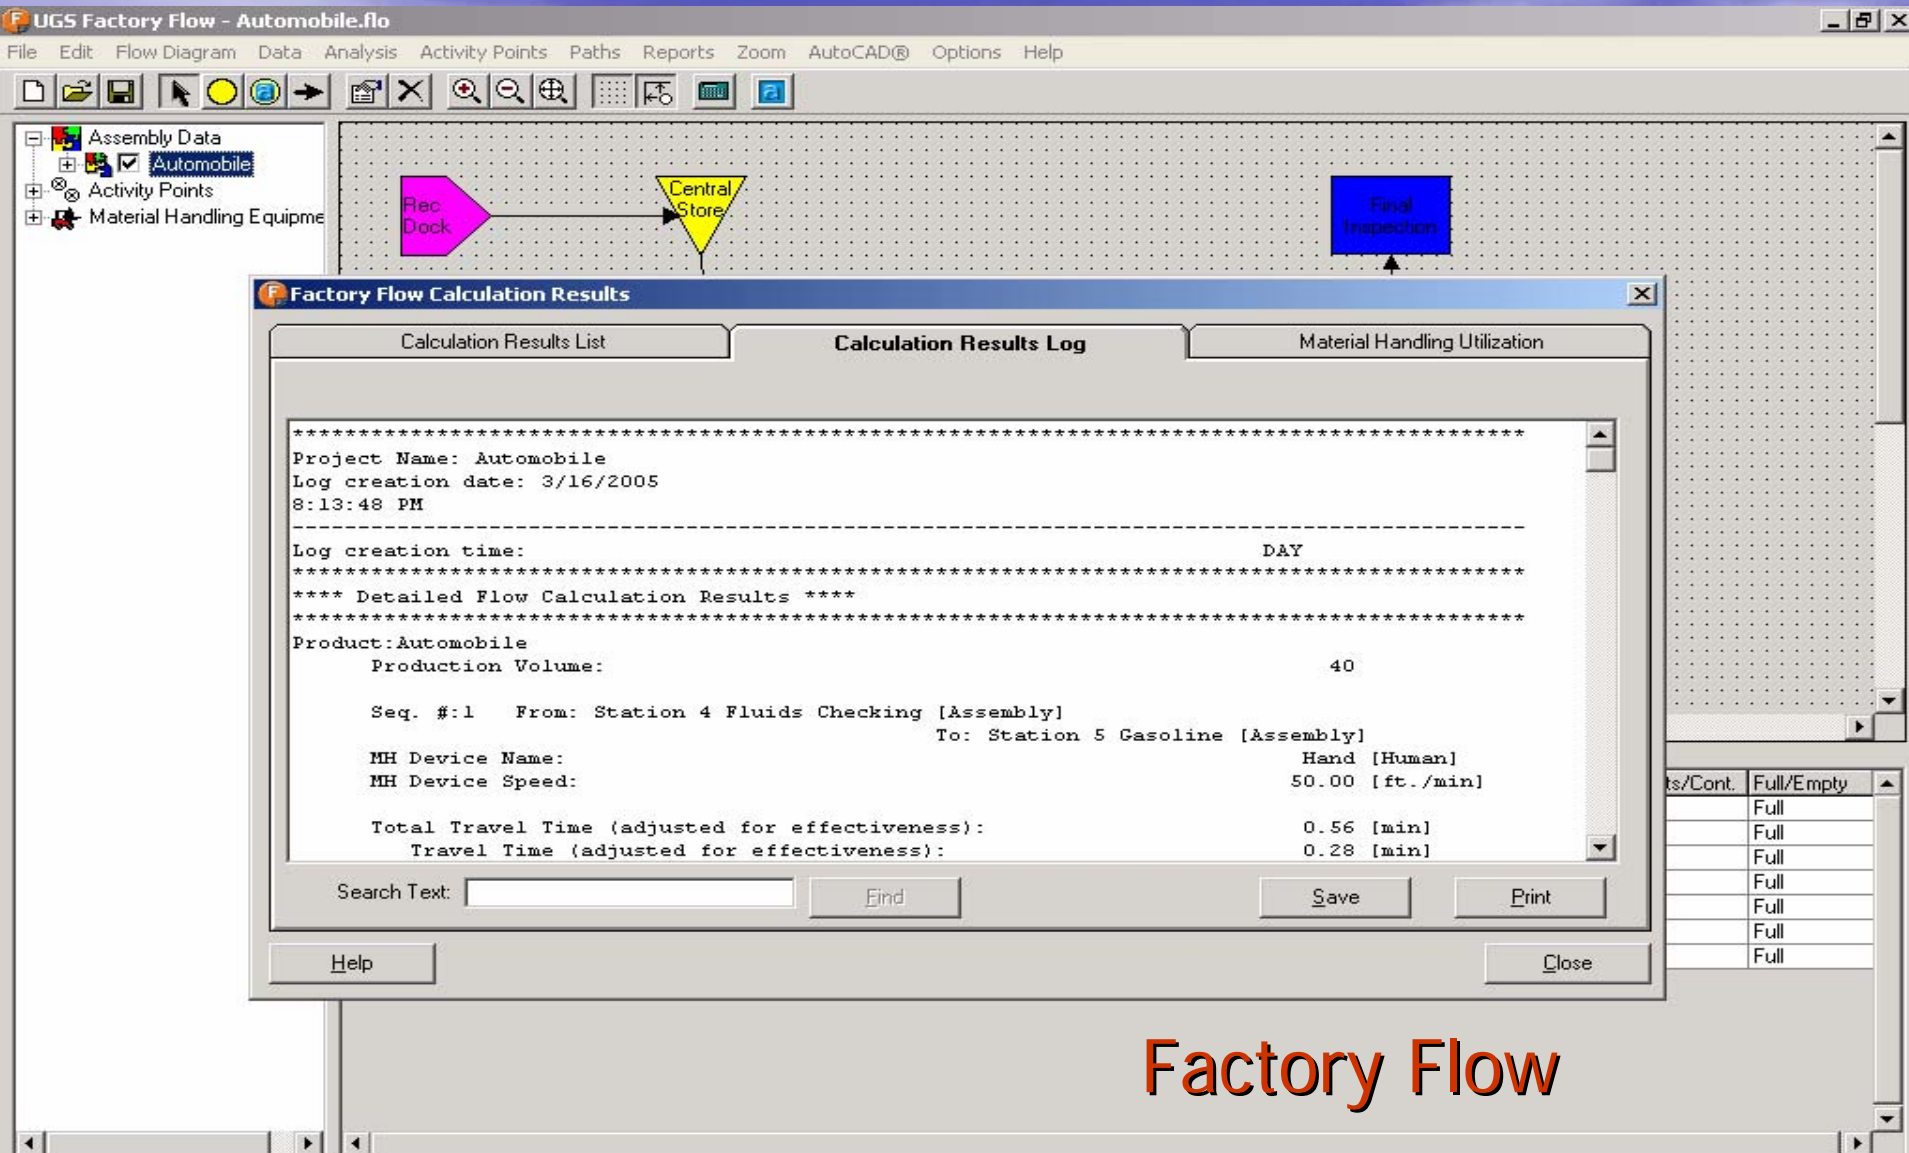 UGS Factory Flow - Automobile.flo
File Edit Flow Diagram Data Analysis Activity Points Paths Reports Zoom AutoCAD® Options Help
Assembly Data
Automobile
Activity Points
Material Handling Equipme
Rec
Dock
Central
Store
Final
Inspection
Factory Flow Calculation Results
Calculation Results List
Calculation Results Log
Material Handling Utilization
***********************************************************************************************
Project Name: Automobile
Log creation date: 3/16/2005
8:13:48 PM
-----------------------------------------------------------------------------------------------
Log creation time: DAY
***********************************************************************************************
**** Detailed Flow Calculation Results ****
***********************************************************************************************
Product:Automobile
Production Volume: 40
Seq. #:1 From: Station 4 Fluids Checking [Assembly]
To: Station 5 Gasoline [Assembly]
MH Device Name: Hand [Human]
MH Device Speed: 50.00 [ft./min]
Total Travel Time (adjusted for effectiveness): 0.56 [min]
Travel Time (adjusted for effectiveness): 0.28 [min]
Search Text:
Find
Save
Print
Help
Close
ts/Cont. Full/Empty
Full
Full
Full
Full
Full
Full
Full
Factory Flow